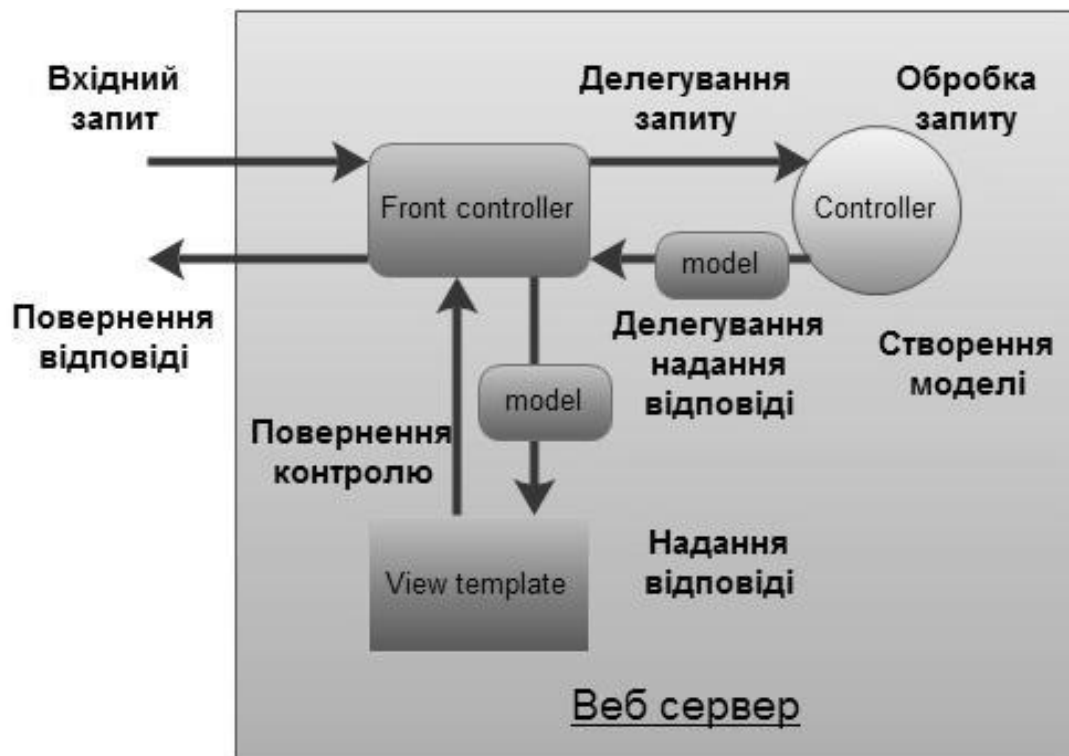 Вхідний
запит
Делегування
запиту
Обробка
запиту
Front controller
Controller
model
Повернення
відповіді
Делегування
надання
відповіді
Створення
моделі
model
Повернення
контролю
View template
Надання
відповіді
Веб сервер